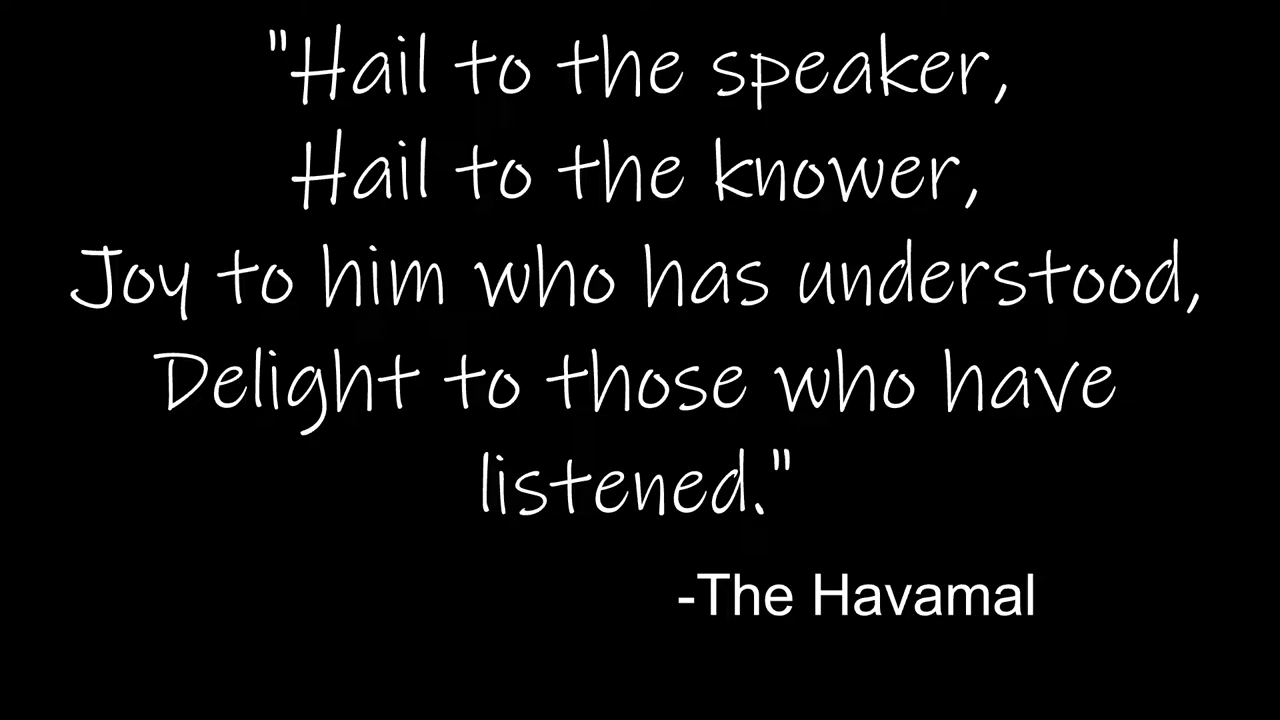 "Hail to the speaker,
Hail to the knower,
Joy to him who has understood,
Delight to those who have
listened."
-The Havamal